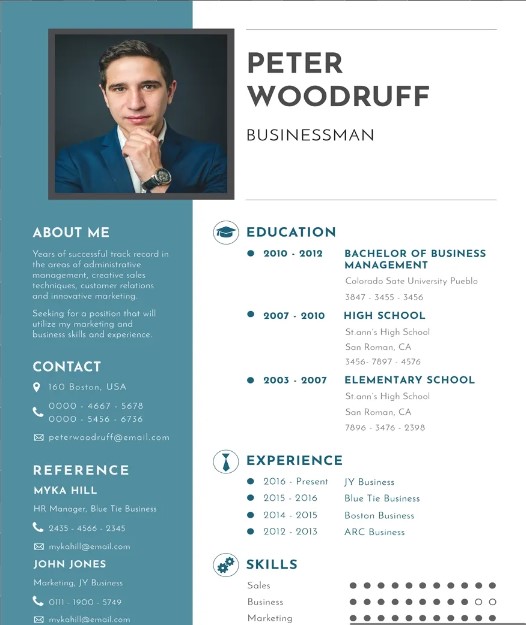 PETER
WOODRUFF
BUSINESSMAN
ABOUT ME
Years of successful track record in
the areas of administrative
management, creative sales
techniques, customer relations
and innovative marketing.
Seeking for a position that will
utilize my marketing and
business skills and experience.
CONTACT
160 Boston, USA
0000 - 4667 - 5678
0000 - 5456 - 6736
peterwoodruff@email.com
REFERENCE
MYKA HILL
HR Manager, Blue Tie Business
2435 - 4566 - 2345
mykahill@email.com
JOHN JONES
Marketing, JY Business
0111 - 1900 - 5749
mykahill@email.com
EDUCATION
2010 - 2012 BACHELOR OF BUSINESS
MANAGEMENT
Colorado Sate University Pueblo
3847 - 3455 - 3456
2007 - 2010 HIGH SCHOOL
St ann's High School
San Roman, CA
3456- 7897 - 4576
2003 - 2007 ELEMENTARY SCHOOL
St ann's High School
San Roman, CA
7896 - 3476 - 2398
EXPERIENCE
2016 - Present JY Business
2015 - 2016 Blue Tie Business
2014 - 2015 Boston Business
2012 - 2013 ARC Business
SKILLS
Sales
Business
Marketing